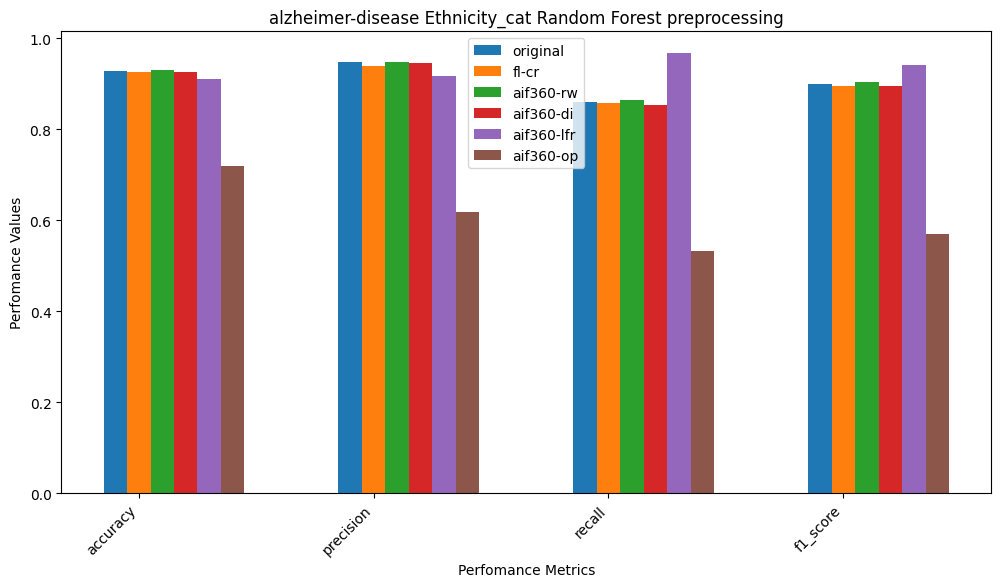 alzheimer-disease Ethnicity_cat Random Forest preprocessing
original
fl-cr
aif360-rw
aif360-di
aif360-lfr
aif360-op
Perfomance Values
1.0
0.8
0.6
0.4
0.2
0.0
accuracy
precision
recall
f1_score
Perfomance Metrics